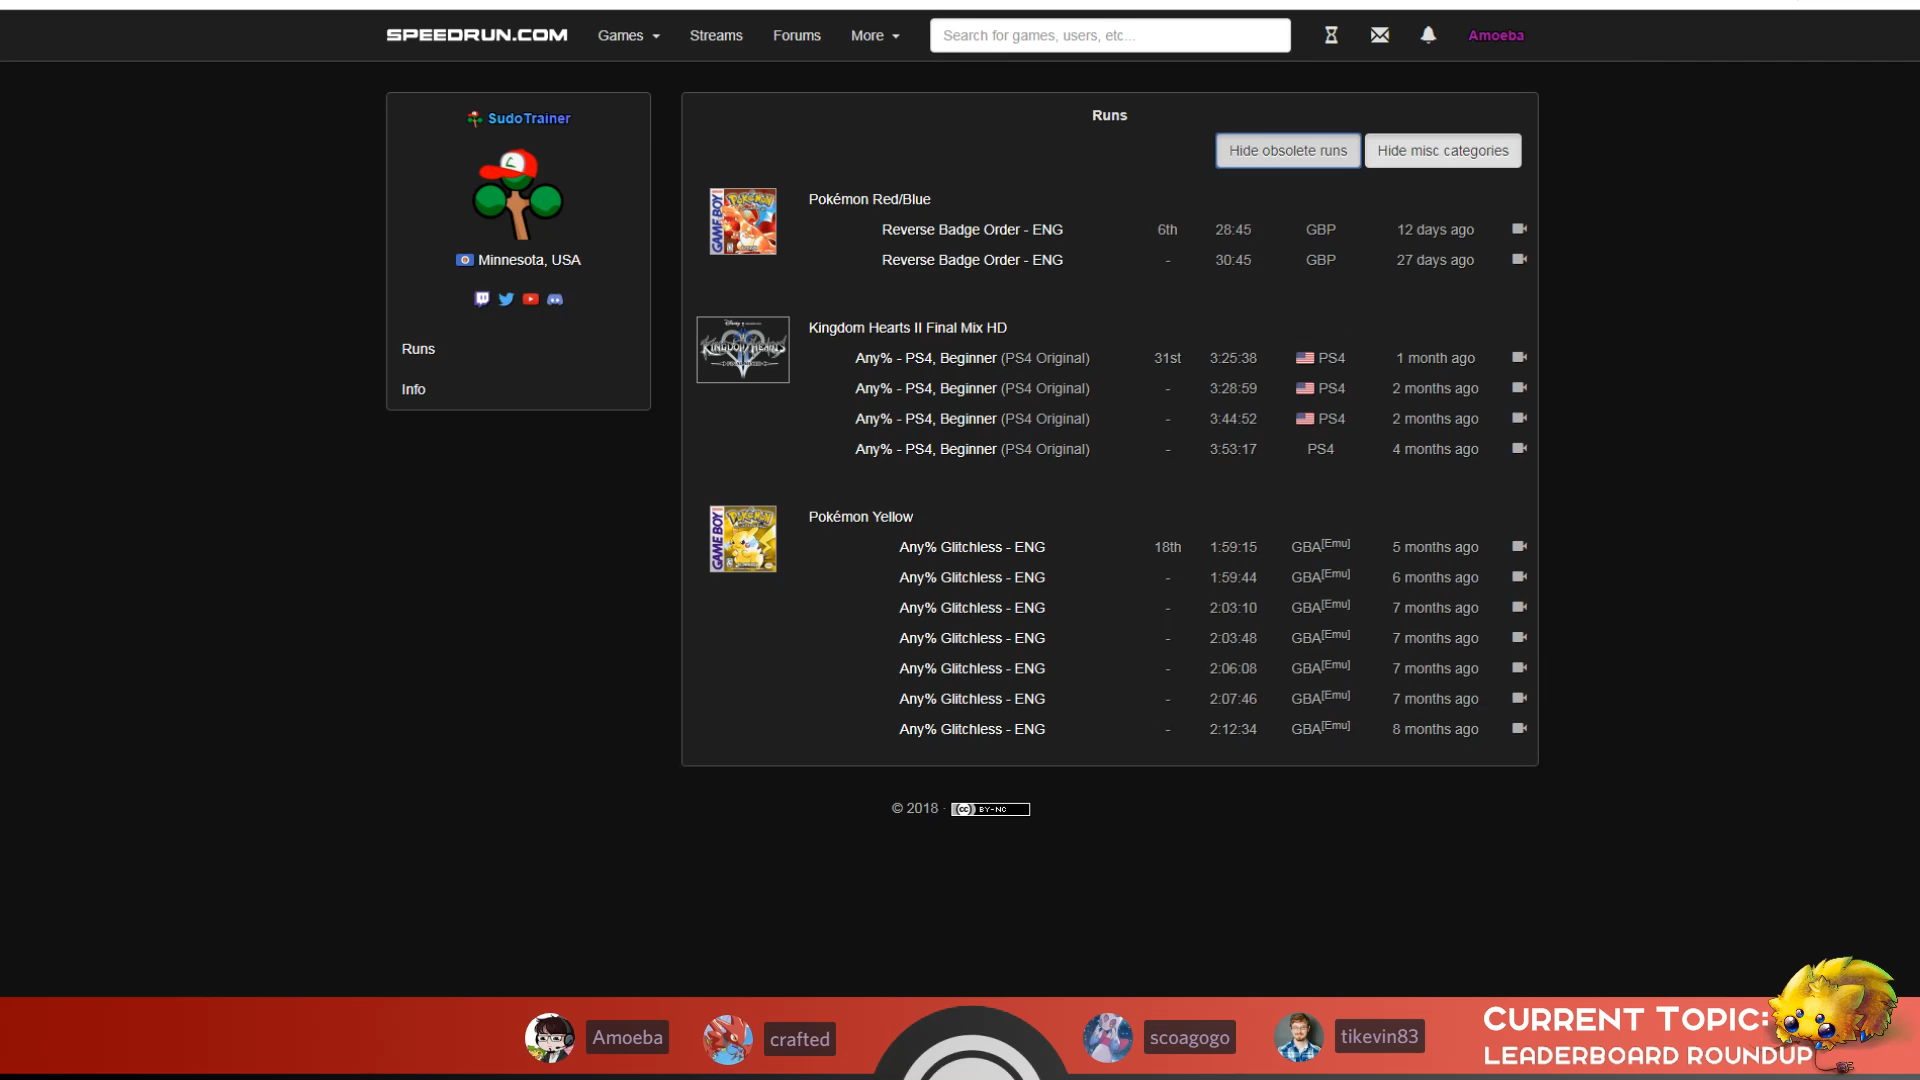 SPEEDRUN.COM Games Streams Forums More Search for games, users, etc... Amoeba
SudoTrainer
Minnesota, USA
Runs
Info
Runs
Hide obsolete runs Hide misc categories
Pokémon Red/Blue
Reverse Badge Order - ENG 6th 28:45 GBP 12 days ago
Reverse Badge Order - ENG - 30:45 GBP 27 days ago
Kingdom Hearts II Final Mix HD
Any% - PS4, Beginner (PS4 Original) 31st 3:25:38 PS4 1 month ago
Any% - PS4, Beginner (PS4 Original) - 3:28:59 PS4 2 months ago
Any% - PS4, Beginner (PS4 Original) - 3:44:52 PS4 2 months ago
Any% - PS4, Beginner (PS4 Original) - 3:53:17 PS4 4 months ago
Pokémon Yellow
Any% Glitchless - ENG 18th 1:59:15 GBA[Emu] 5 months ago
Any% Glitchless - ENG - 1:59:44 GBA[Emu] 6 months ago
Any% Glitchless - ENG - 2:03:10 GBA[Emu] 7 months ago
Any% Glitchless - ENG - 2:03:48 GBA[Emu] 7 months ago
Any% Glitchless - ENG - 2:06:08 GBA[Emu] 7 months ago
Any% Glitchless - ENG - 2:07:46 GBA[Emu] 7 months ago
Any% Glitchless - ENG - 2:12:34 GBA[Emu] 8 months ago
GAME BOY
POKéMON
Disney
KINGDOM HEARTS
GAME BOY
POKéMON
© 2018 · cc BY-NC
Amoeba crafted scoagogo tikevin83
CURRENT TOPIC:
LEADERBOARD ROUNDUP